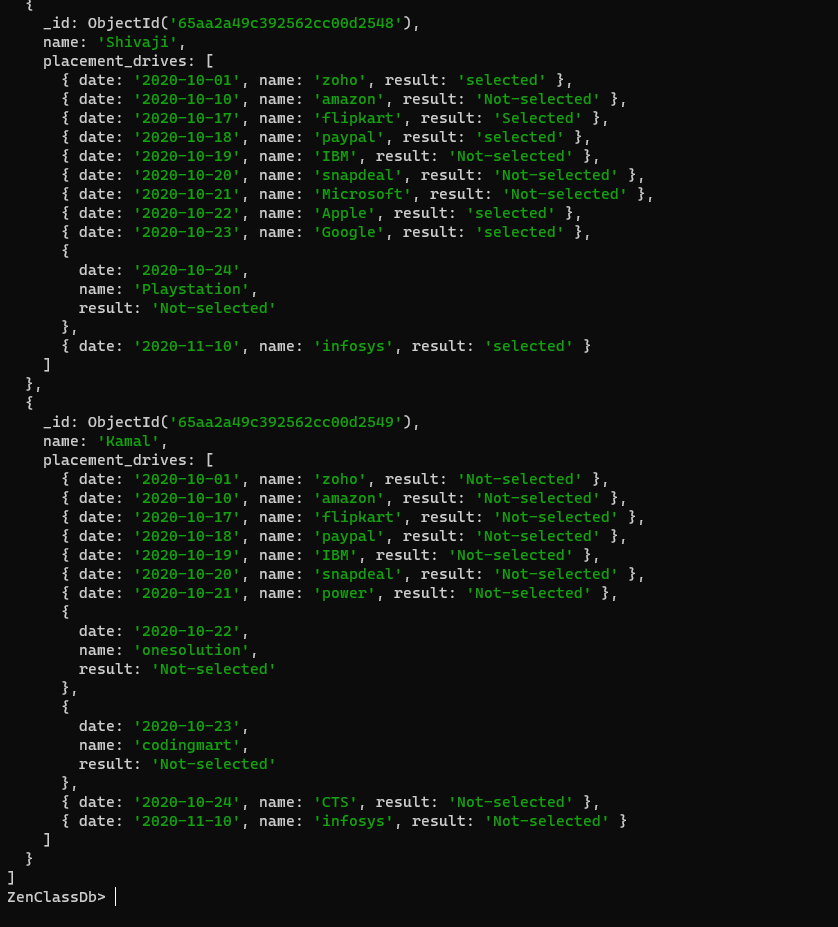 {
_id: ObjectId('65aa2a49c392562cc00d2548'),
name: 'Shivaji',
placement_drives: [
{ date: '2020-10-01', name: 'zoho', result: 'selected' },
{ date: '2020-10-10', name: 'amazon', result: 'Not-selected' },
{ date: '2020-10-17', name: 'flipkart', result: 'Selected' },
{ date: '2020-10-18', name: 'paypal', result: 'selected' },
{ date: '2020-10-19', name: 'IBM', result: 'Not-selected' },
{ date: '2020-10-20', name: 'snapdeal', result: 'Not-selected' },
{ date: '2020-10-21', name: 'Microsoft', result: 'Not-selected' },
{ date: '2020-10-22', name: 'Apple', result: 'selected' },
{ date: '2020-10-23', name: 'Google', result: 'selected' },
{
date: '2020-10-24',
name: 'Playstation',
result: 'Not-selected'
},
{ date: '2020-11-10', name: 'infosys', result: 'selected' }
]
},
{
_id: ObjectId('65aa2a49c392562cc00d2549'),
name: 'Kamal',
placement_drives: [
{ date: '2020-10-01', name: 'zoho', result: 'Not-selected' },
{ date: '2020-10-10', name: 'amazon', result: 'Not-selected' },
{ date: '2020-10-17', name: 'flipkart', result: 'Not-selected' },
{ date: '2020-10-18', name: 'paypal', result: 'Not-selected' },
{ date: '2020-10-19', name: 'IBM', result: 'Not-selected' },
{ date: '2020-10-20', name: 'snapdeal', result: 'Not-selected' },
{ date: '2020-10-21', name: 'power', result: 'Not-selected' },
{
date: '2020-10-22',
name: 'onesolution',
result: 'Not-selected'
},
{
date: '2020-10-23',
name: 'codingmart',
result: 'Not-selected'
},
{ date: '2020-10-24', name: 'CTS', result: 'Not-selected' },
{ date: '2020-11-10', name: 'infosys', result: 'Not-selected' }
]
}
]
ZenClassDb>